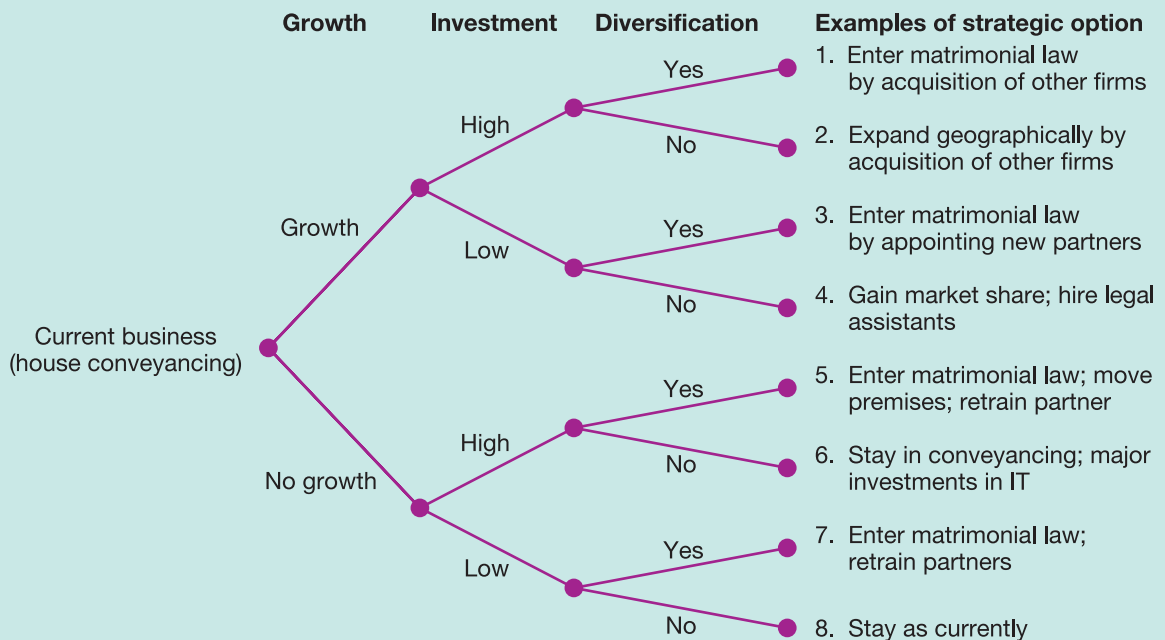 Growth Investment Diversification Examples of strategic option
Yes
1. Enter matrimonial law
by acquisition of other firms
High
No
2. Expand geographically by
acquisition of other firms
Growth
Yes
3. Enter matrimonial law
by appointing new partners
Low
No
4. Gain market share; hire legal
assistants
Current business
(house conveyancing)
Yes
5. Enter matrimonial law; move
premises; retrain partner
High
No
6. Stay in conveyancing; major
investments in IT
No growth
Yes
7. Enter matrimonial law;
retrain partners
Low
No
8. Stay as currently